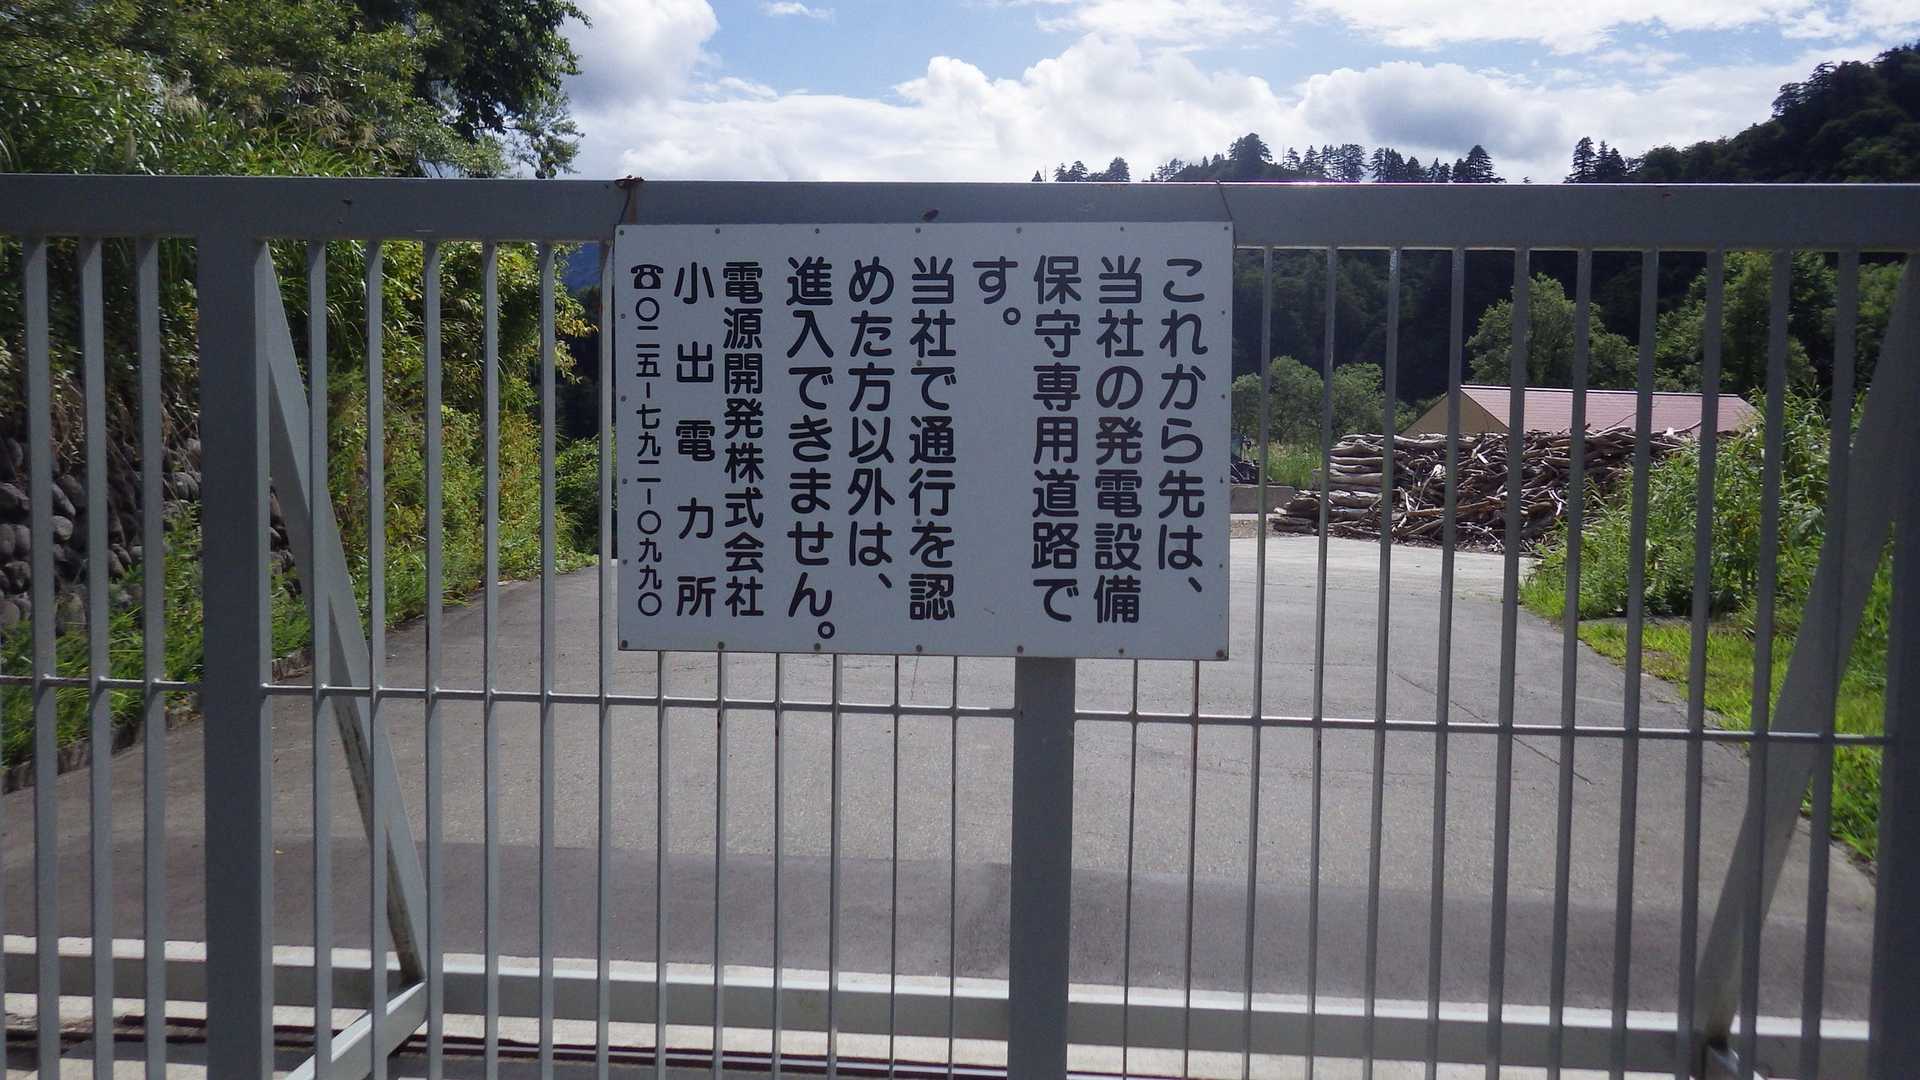 これから先は、
当社の発電設備
保守専用道路で
す。
当社で通行を認
めた方以外は、
進入できません。
電源開発株式会社
小出電力所
☎〇二五－七九二－〇九九〇